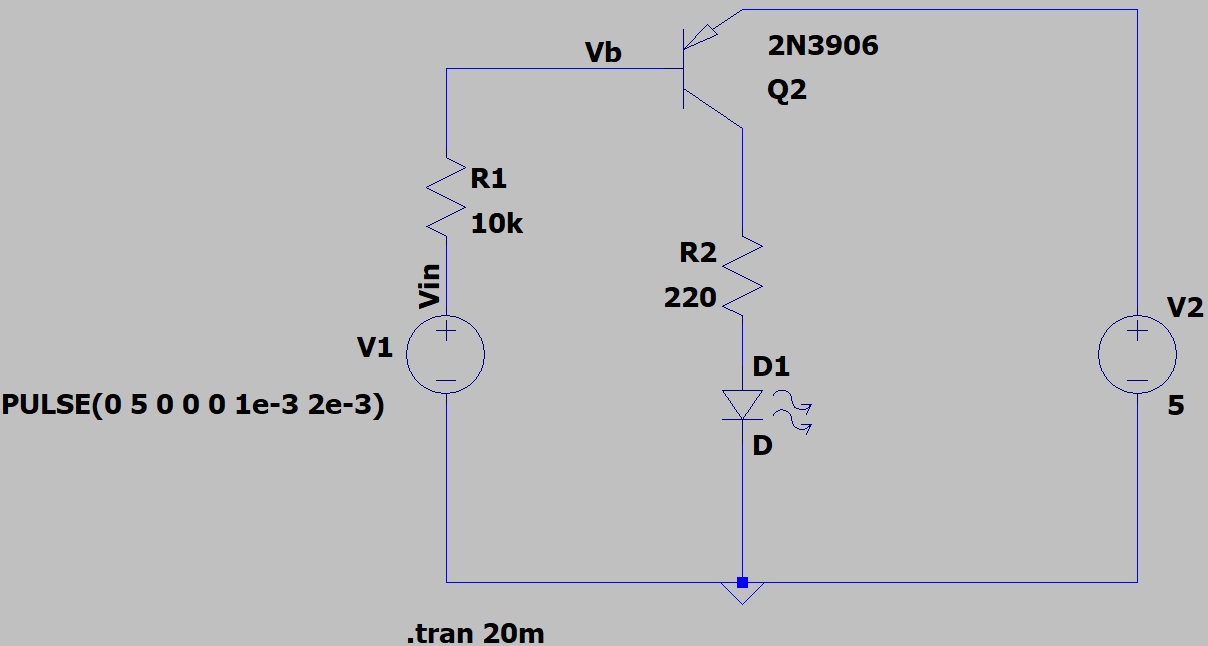 Vb
2N3906
Q2
R1
10k
R2
220
Vin
V1
PULSE(0 5 0 0 0 1e-3 2e-3)
D1
D
V2
5
.tran 20m